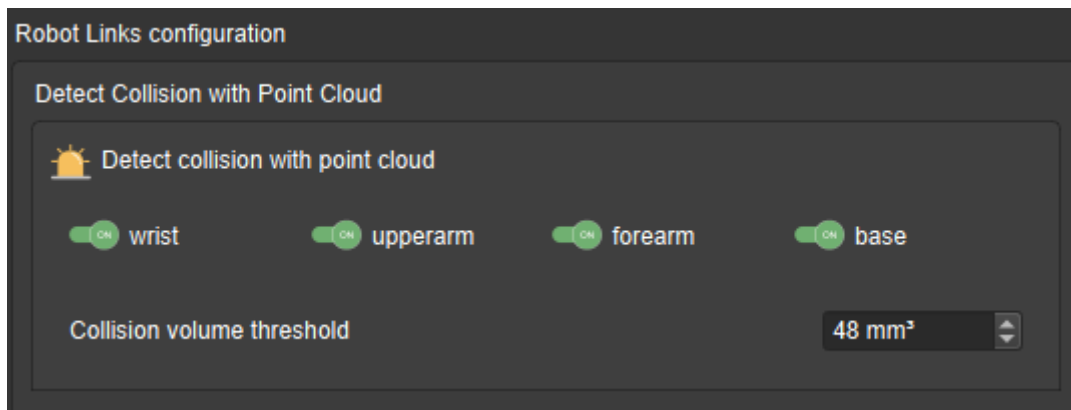 Robot Links configuration
Detect Collision with Point Cloud
Detect collision with point cloud
ON wrist ON upperarm ON forearm ON base
Collision volume threshold 48 mm³